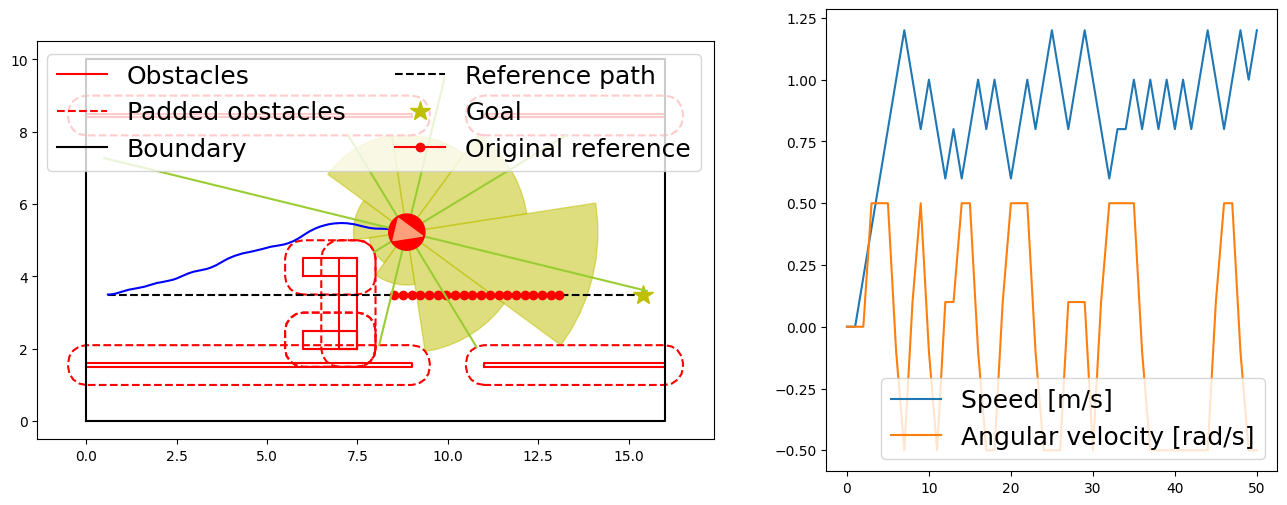 Obstacles
Padded obstacles
Boundary
Reference path
Goal
Original reference
10
8
6
4
2
0
0.0 2.5 5.0 7.5 10.0 12.5 15.0
1.25
1.00
0.75
0.50
0.25
0.00
−0.25
−0.50
Speed [m/s]
Angular velocity [rad/s]
0 10 20 30 40 50